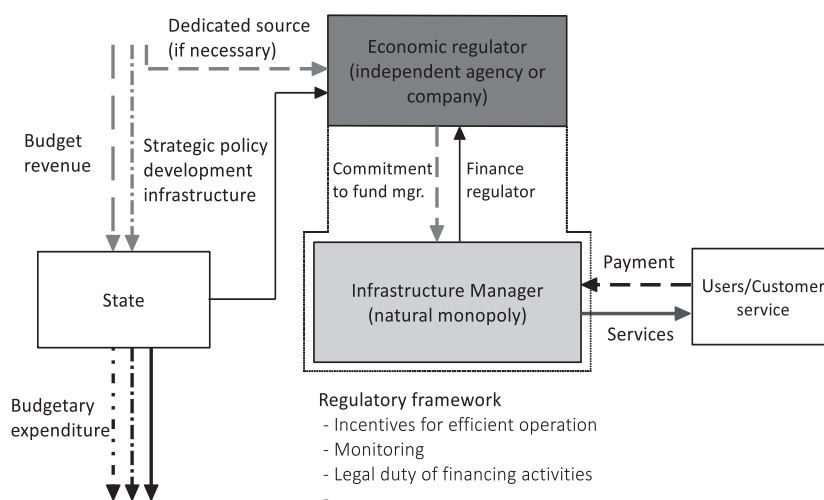 Dedicated source
(if necessary)
Economic regulator
(independent agency or
company)
Budget
revenue
Strategic policy
development
infrastructure
Commitment
to fund mgr.
Finance
regulator
State
Infrastructure Manager
(natural monopoly)
Payment
Services
Users/Customer
service
Budgetary
expenditure
Regulatory framework
- Incentives for efficient operation
- Monitoring
- Legal duty of financing activities
-